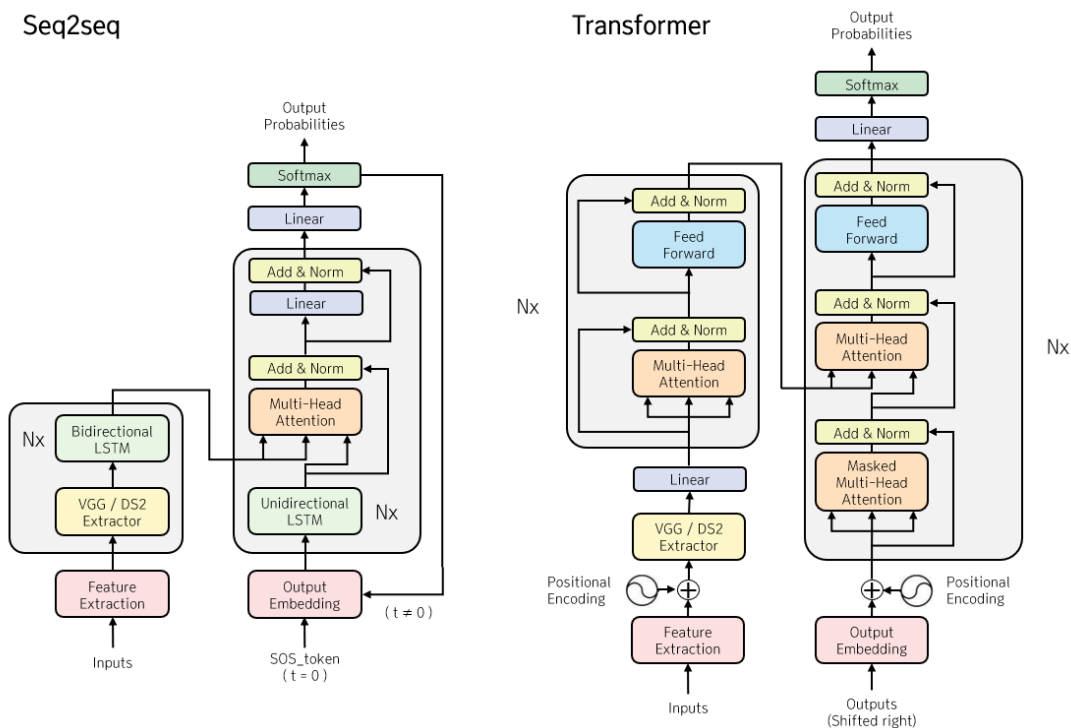 Seq2seq
Output
Probabilities
Softmax
Linear
Add & Norm
Linear
Add & Norm
Multi-Head
Attention
Nx
Bidirectional
LSTM
VGG / DS2
Extractor
Unidirectional
LSTM
Nx
Feature
Extraction
Output
Embedding
( t ≠ 0 )
Inputs
SOS_token
( t = 0 )
Transformer
Output
Probabilities
Softmax
Linear
Add & Norm
Feed
Forward
Nx
Add & Norm
Multi-Head
Attention
Linear
VGG / DS2
Extractor
Positional
Encoding
Feature
Extraction
Inputs
Add & Norm
Feed
Forward
Add & Norm
Multi-Head
Attention
Nx
Add & Norm
Masked
Multi-Head
Attention
Positional
Encoding
Output
Embedding
Outputs
(Shifted right)